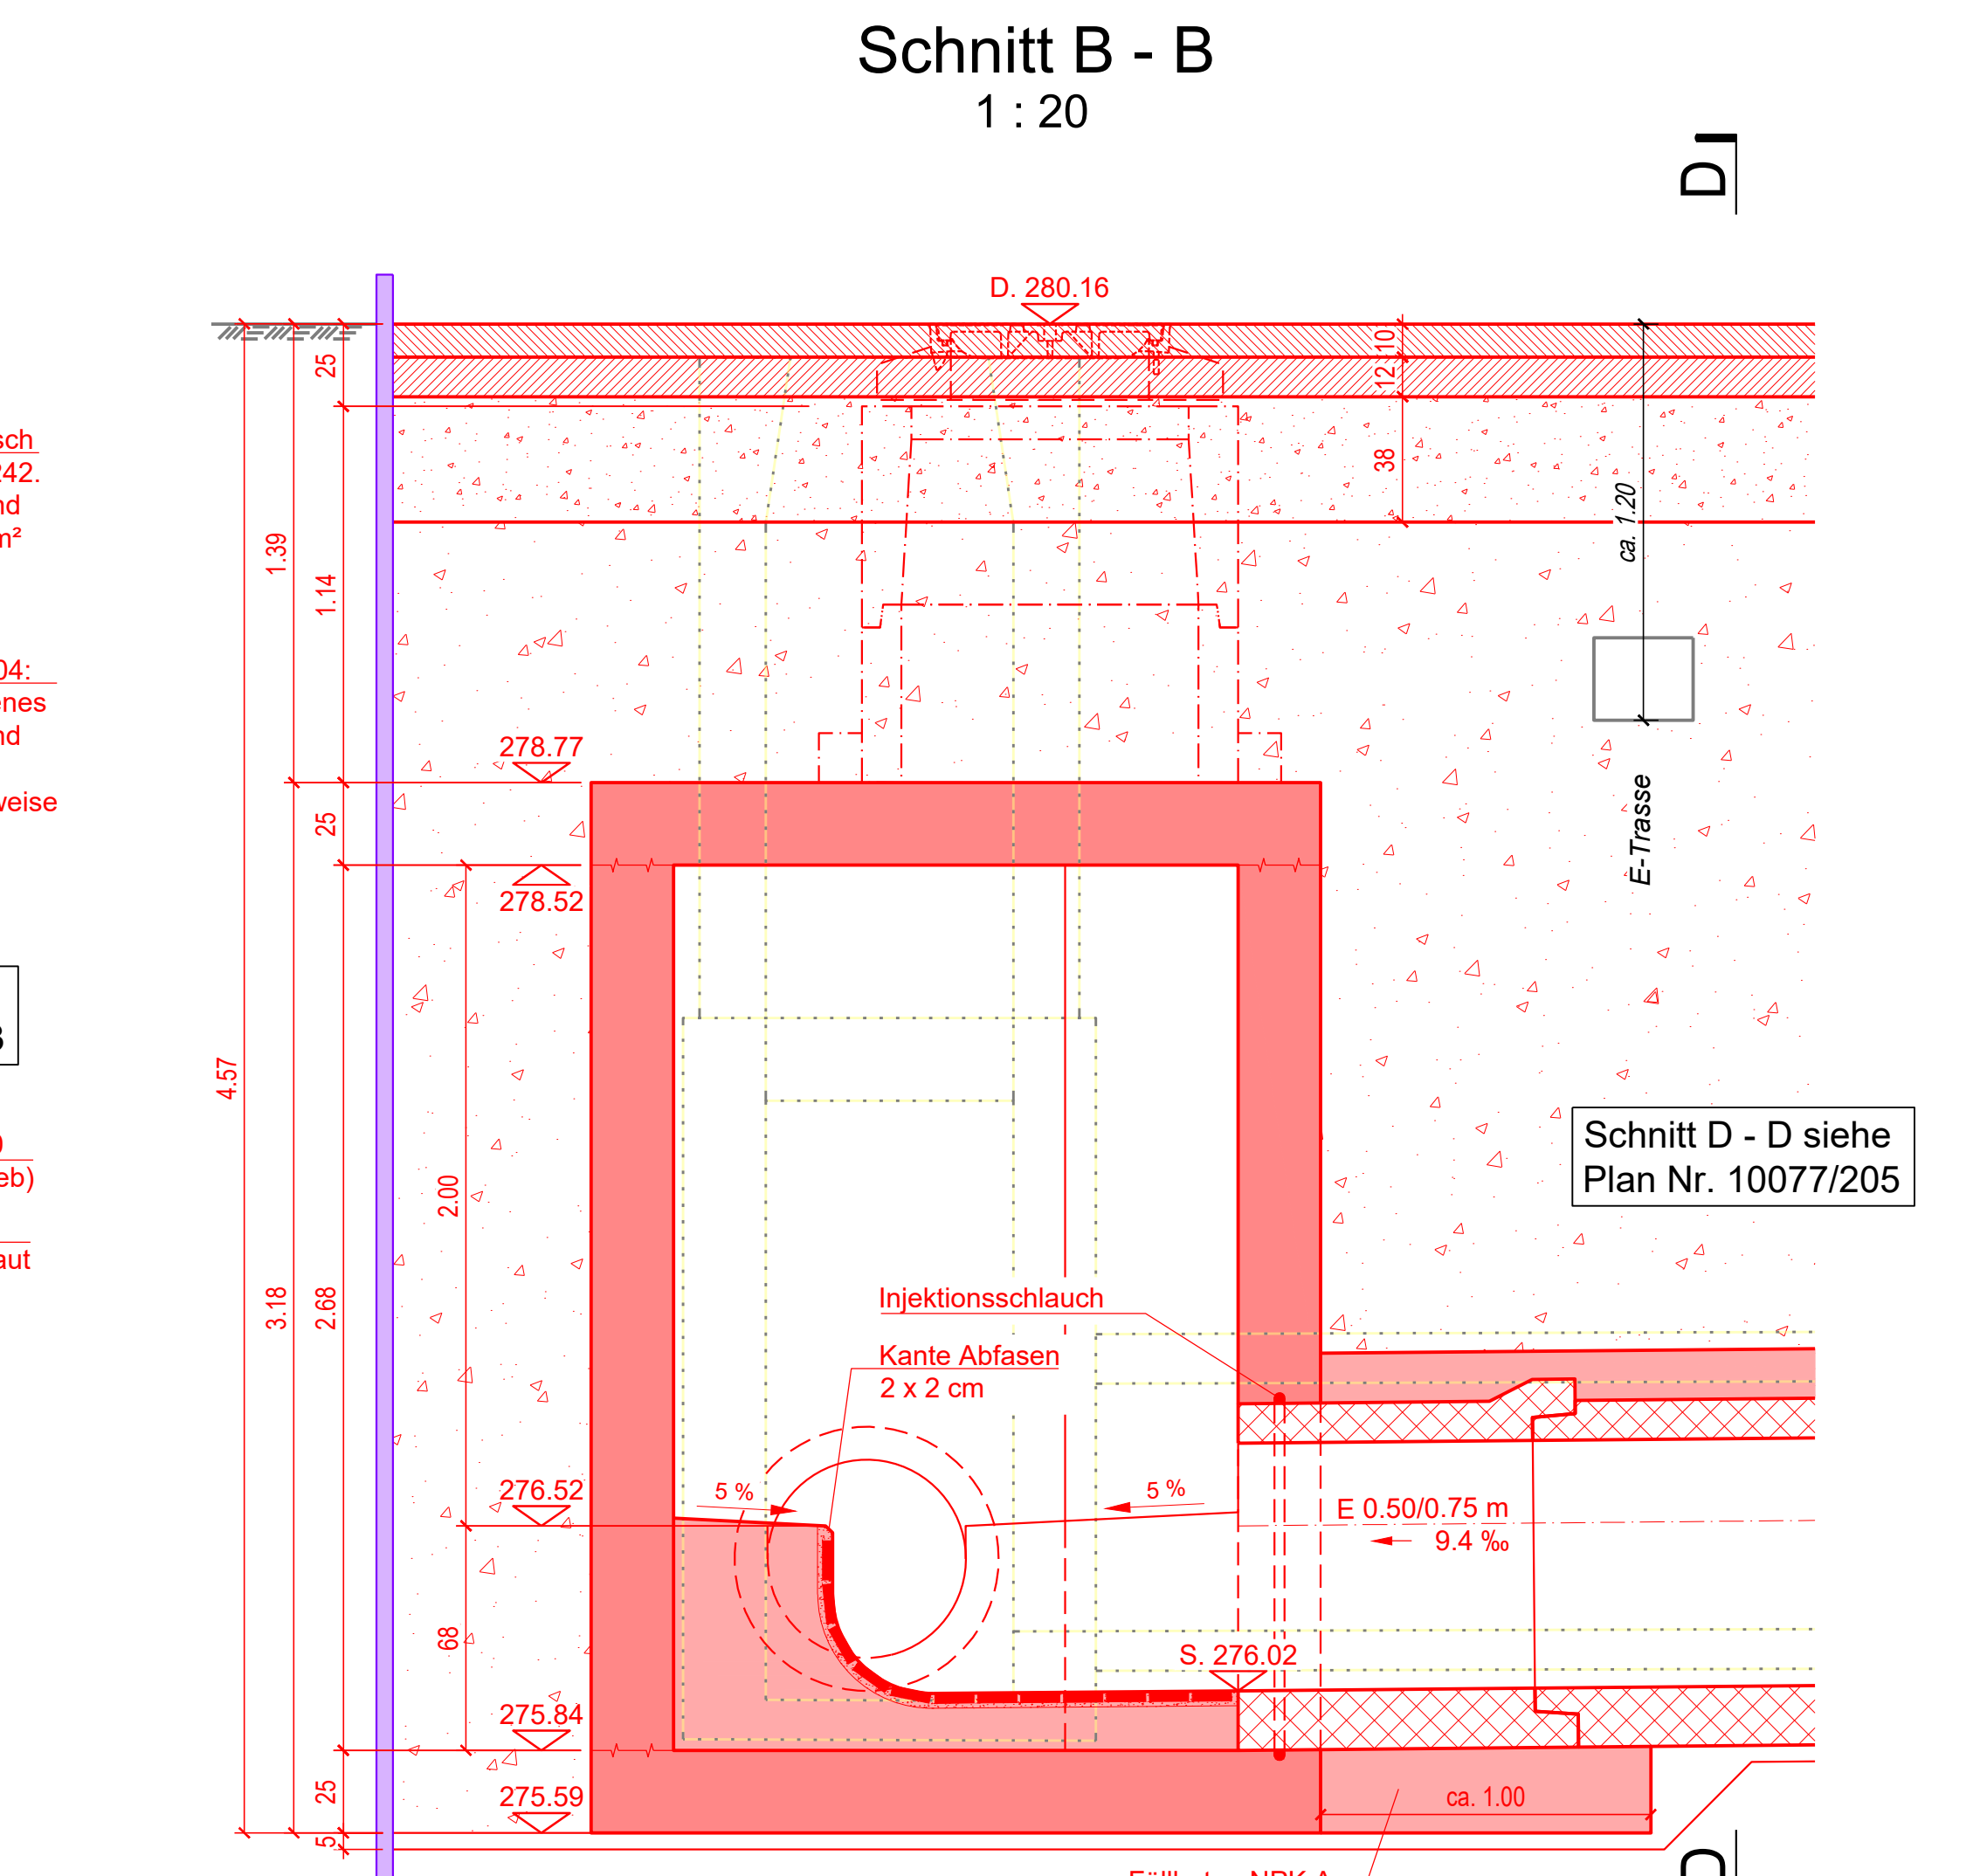 Schnitt B - B
1 : 20
D
D. 280.16
25
10
12
38
ca. 1.20
sch
242.
nd
m²
1.39
1.14
04:
enes
nd
weise
278.77
25
278.52
E-Trasse
3
4.57
2.00
Schnitt D - D siehe
Plan Nr. 10077/205
eb)
aut
3.18
2.68
Injektionsschlauch
Kante Abfasen
2 x 2 cm
276.52
5 %
5 %
E 0.50/0.75 m
9.4 ‰
68
S. 276.02
275.84
25
275.59
ca. 1.00
5
D